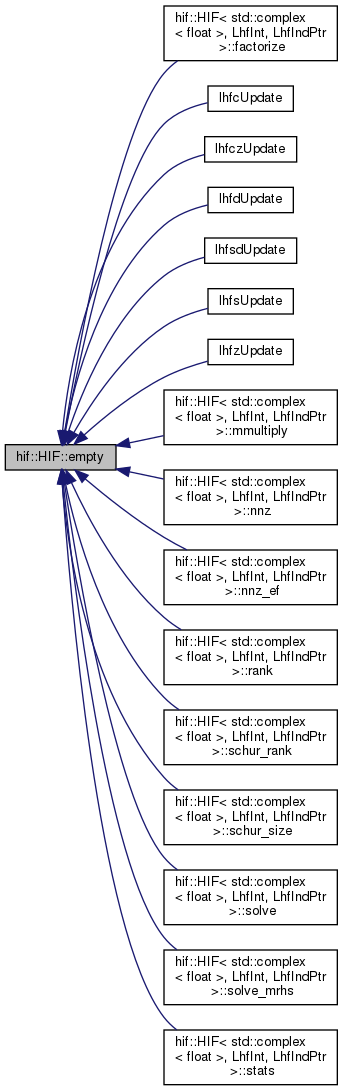 hif::HIF< std::complex
< float >, LhfInt, LhfIndPtr
>::factorize
lhfcUpdate
lhfczUpdate
lhfdUpdate
lhfsdUpdate
lhfsUpdate
lhfzUpdate
hif::HIF< std::complex
< float >, LhfInt, LhfIndPtr
>::mmultiply
hif::HIF::empty
hif::HIF< std::complex
< float >, LhfInt, LhfIndPtr
>::nnz
hif::HIF< std::complex
< float >, LhfInt, LhfIndPtr
>::nnz_ef
hif::HIF< std::complex
< float >, LhfInt, LhfIndPtr
>::rank
hif::HIF< std::complex
< float >, LhfInt, LhfIndPtr
>::schur_rank
hif::HIF< std::complex
< float >, LhfInt, LhfIndPtr
>::schur_size
hif::HIF< std::complex
< float >, LhfInt, LhfIndPtr
>::solve
hif::HIF< std::complex
< float >, LhfInt, LhfIndPtr
>::solve_mrhs
hif::HIF< std::complex
< float >, LhfInt, LhfIndPtr
>::stats